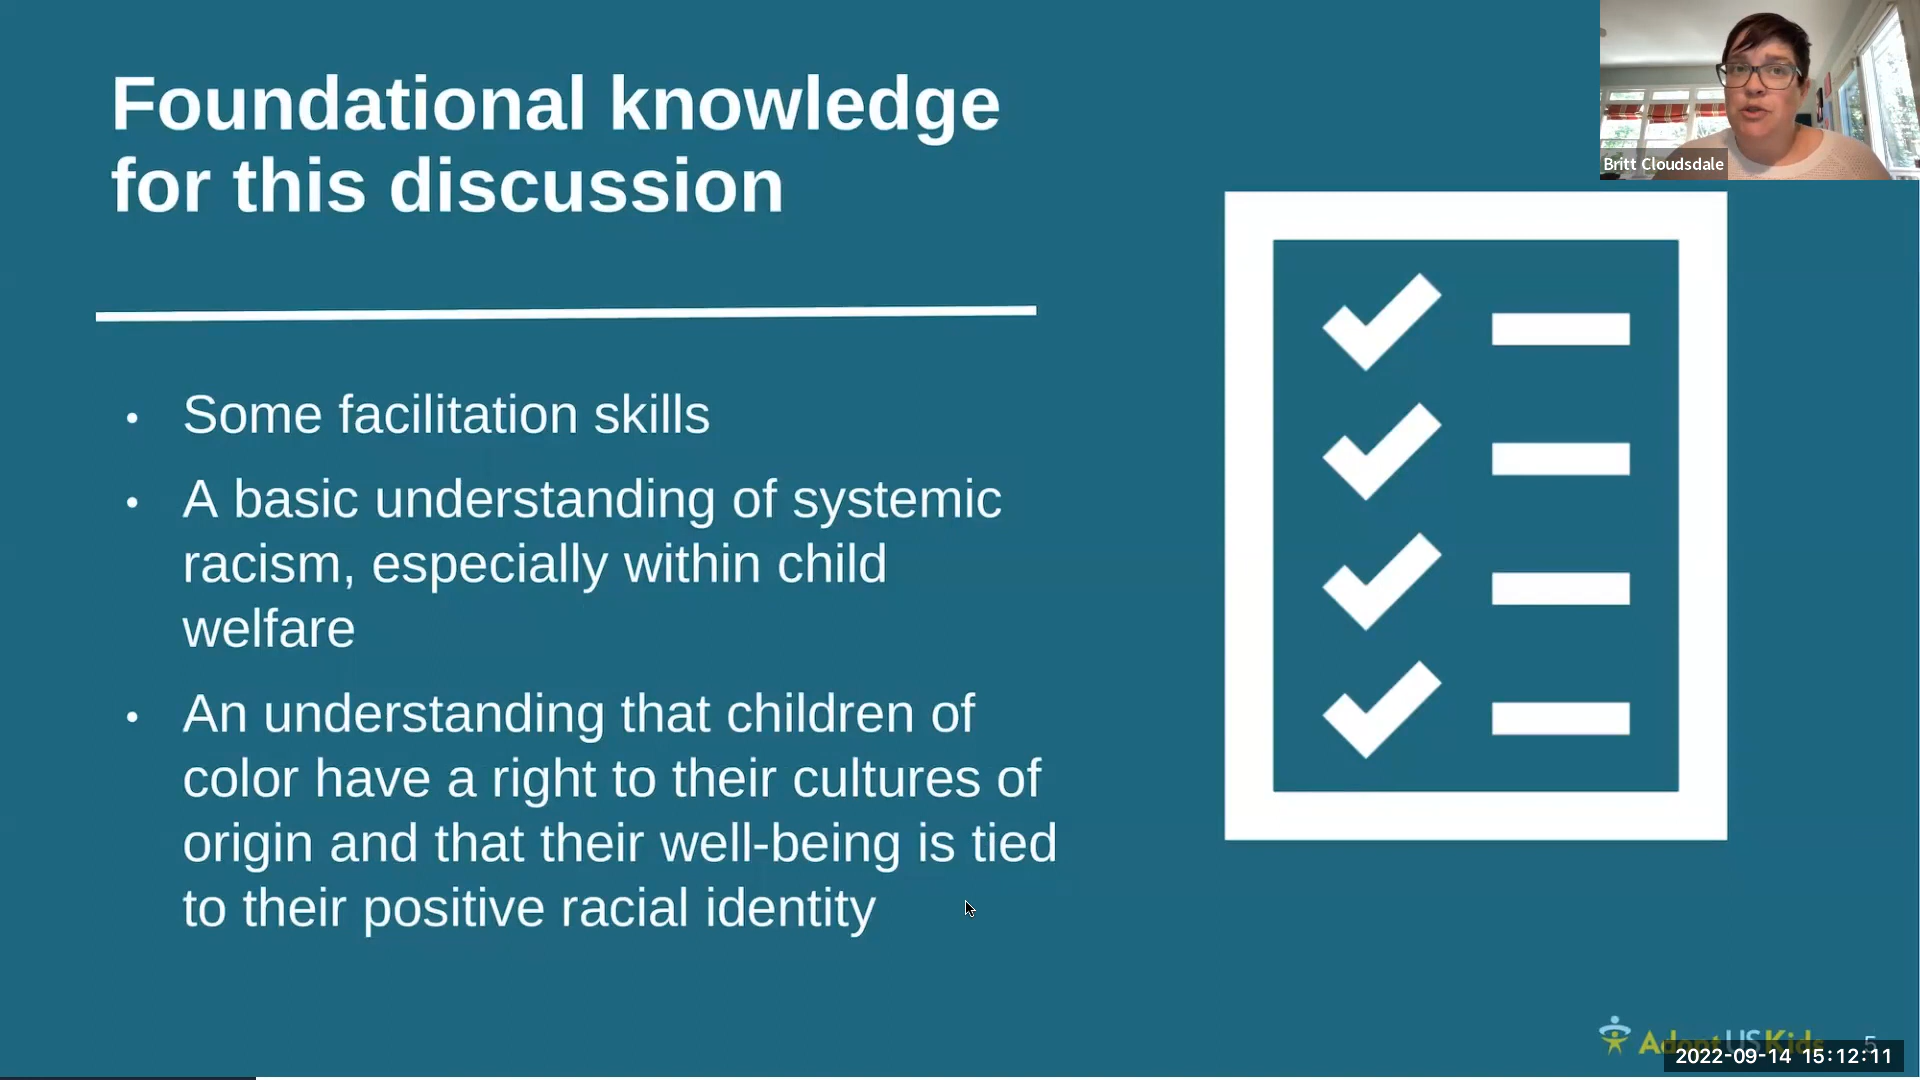 Foundational knowledge
for this discussion
Britt Cloudsdale
• Some facilitation skills
• A basic understanding of systemic
racism, especially within child
welfare
• An understanding that children of
color have a right to their cultures of
origin and that their well-being is tied
to their positive racial identity
AdoptUSKids 5
2022-09-14 15:12:11